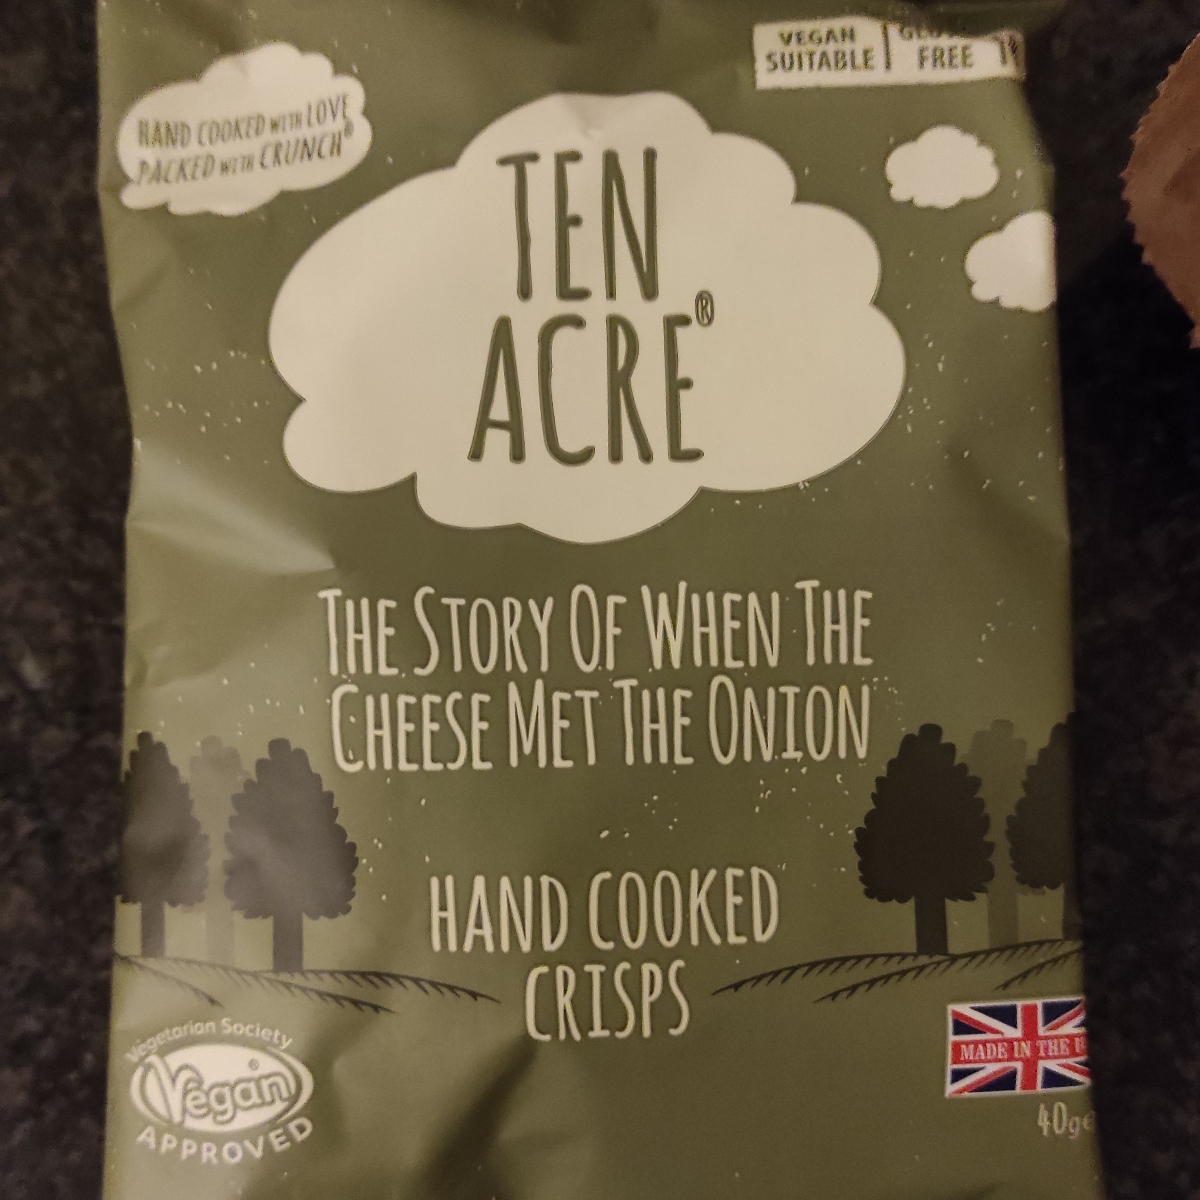 VEGAN
SUITABLE
FREE
HAND COOKED WITH LOVE
PACKED WITH CRUNCH®
TEN
ACRE®
THE STORY OF WHEN THE
CHEESE MET THE ONION
HAND COOKED
CRISPS
Vegetarian Society
Vegan
APPROVED
MADE IN THE
40g